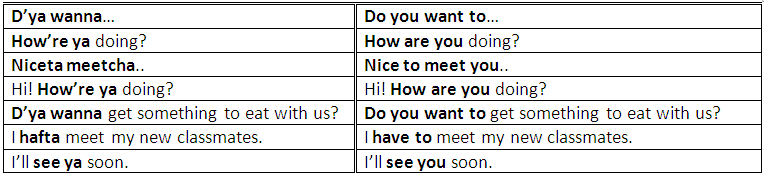 D’ya wanna… Do you want to…
How’re ya doing? How are you doing?
Niceta meetcha.. Nice to meet you..
Hi! How’re ya doing? Hi! How are you doing?
D’ya wanna get something to eat with us? Do you want to get something to eat with us?
I hafta meet my new classmates. I have to meet my new classmates.
I’ll see ya soon. I’ll see you soon.